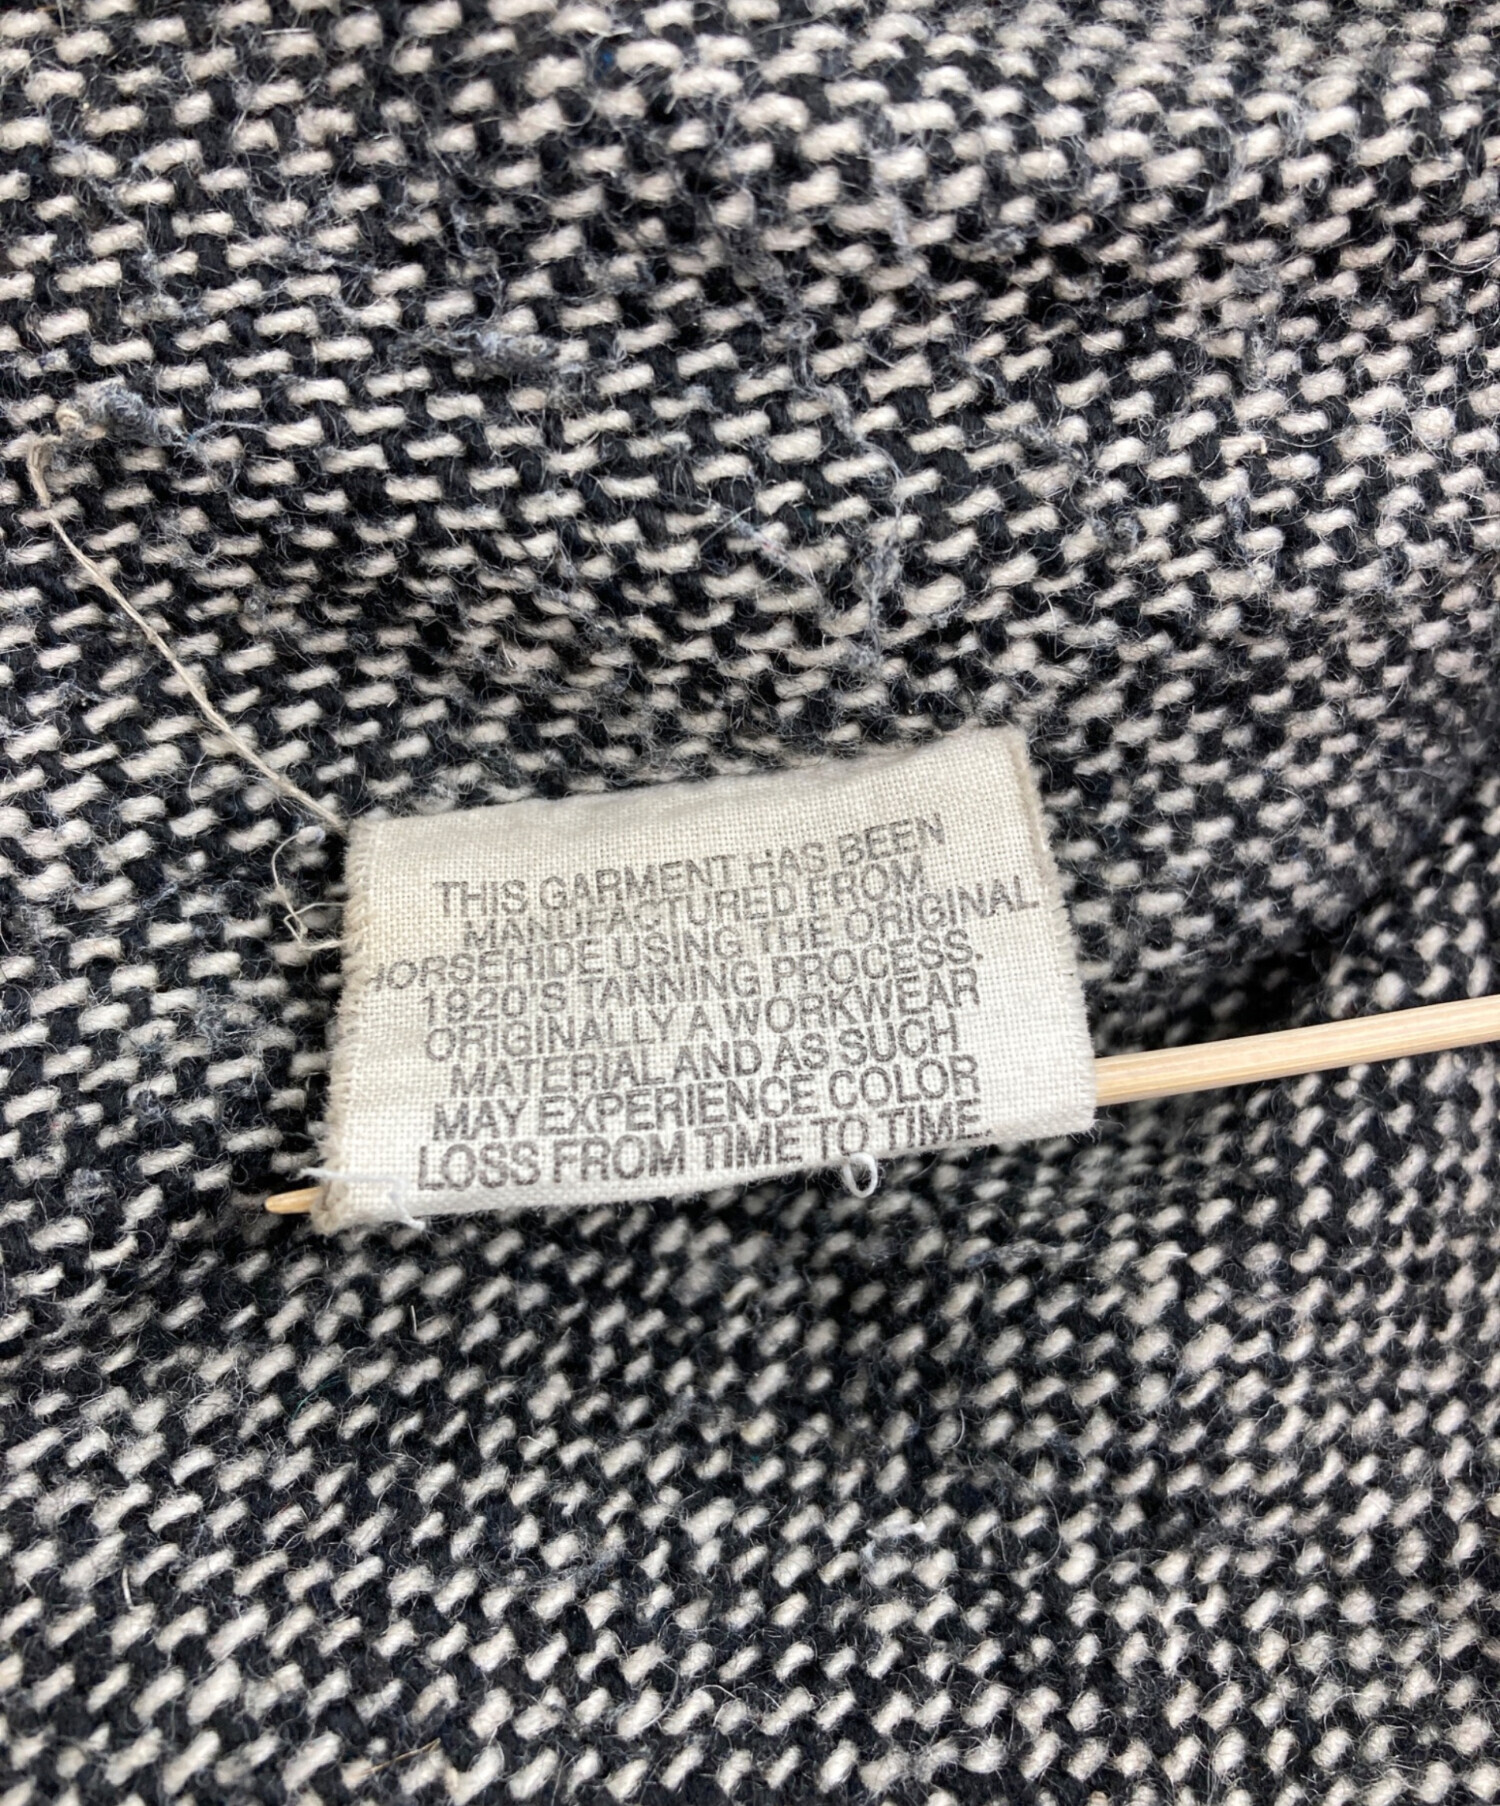 THIS GARMENT HAS BEEN
MANUFACTURED FROM
HORSEHIDE USING THE ORIGINAL
1920'S TANNING PROCESS.
ORIGINALLY A WORKWEAR
MATERIAL AND AS SUCH
MAY EXPERIENCE COLOR
LOSS FROM TIME TO TIME.